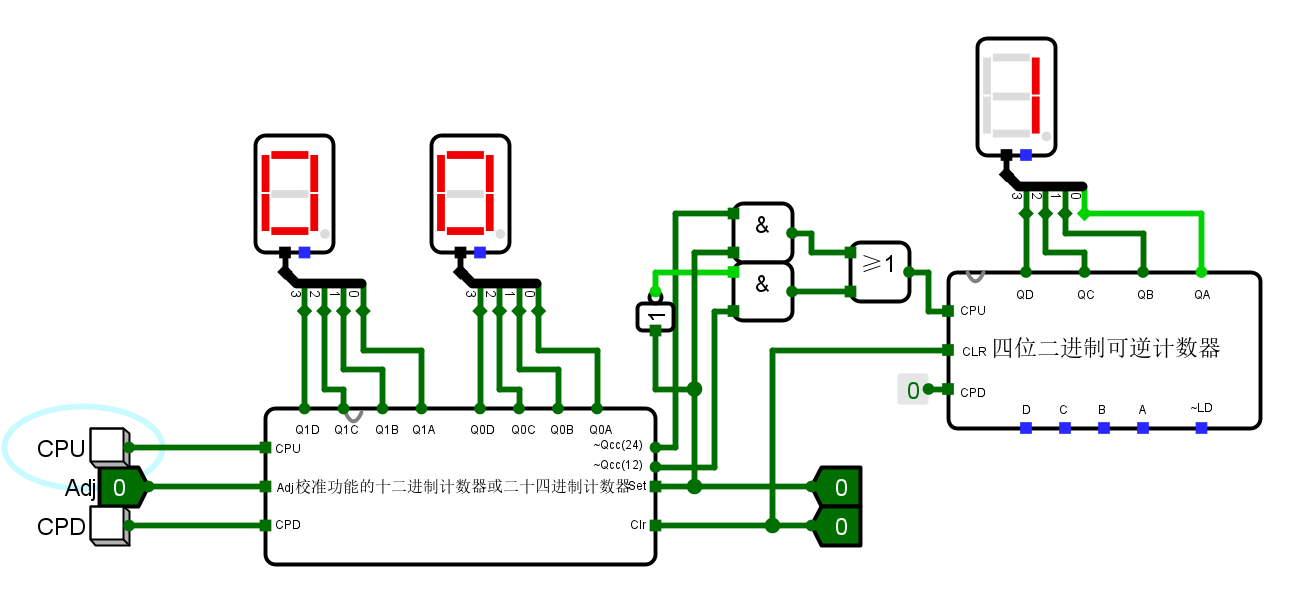 3 2 1 0
3 2 1 0
3 2 1 0
&
&
≥1
1
QD QC QB QA
CPU
CLR 四位二进制可逆计数器
0 CPD
D C B A ~LD
Q1D Q1C Q1B Q1A Q0D Q0C Q0B Q0A
CPU CPU ~Qcc(24)
~Qcc(12)
Adj 0 Adj校准功能的十二进制计数器或二十四进制计数器Set 0
CPD CPD Clr 0